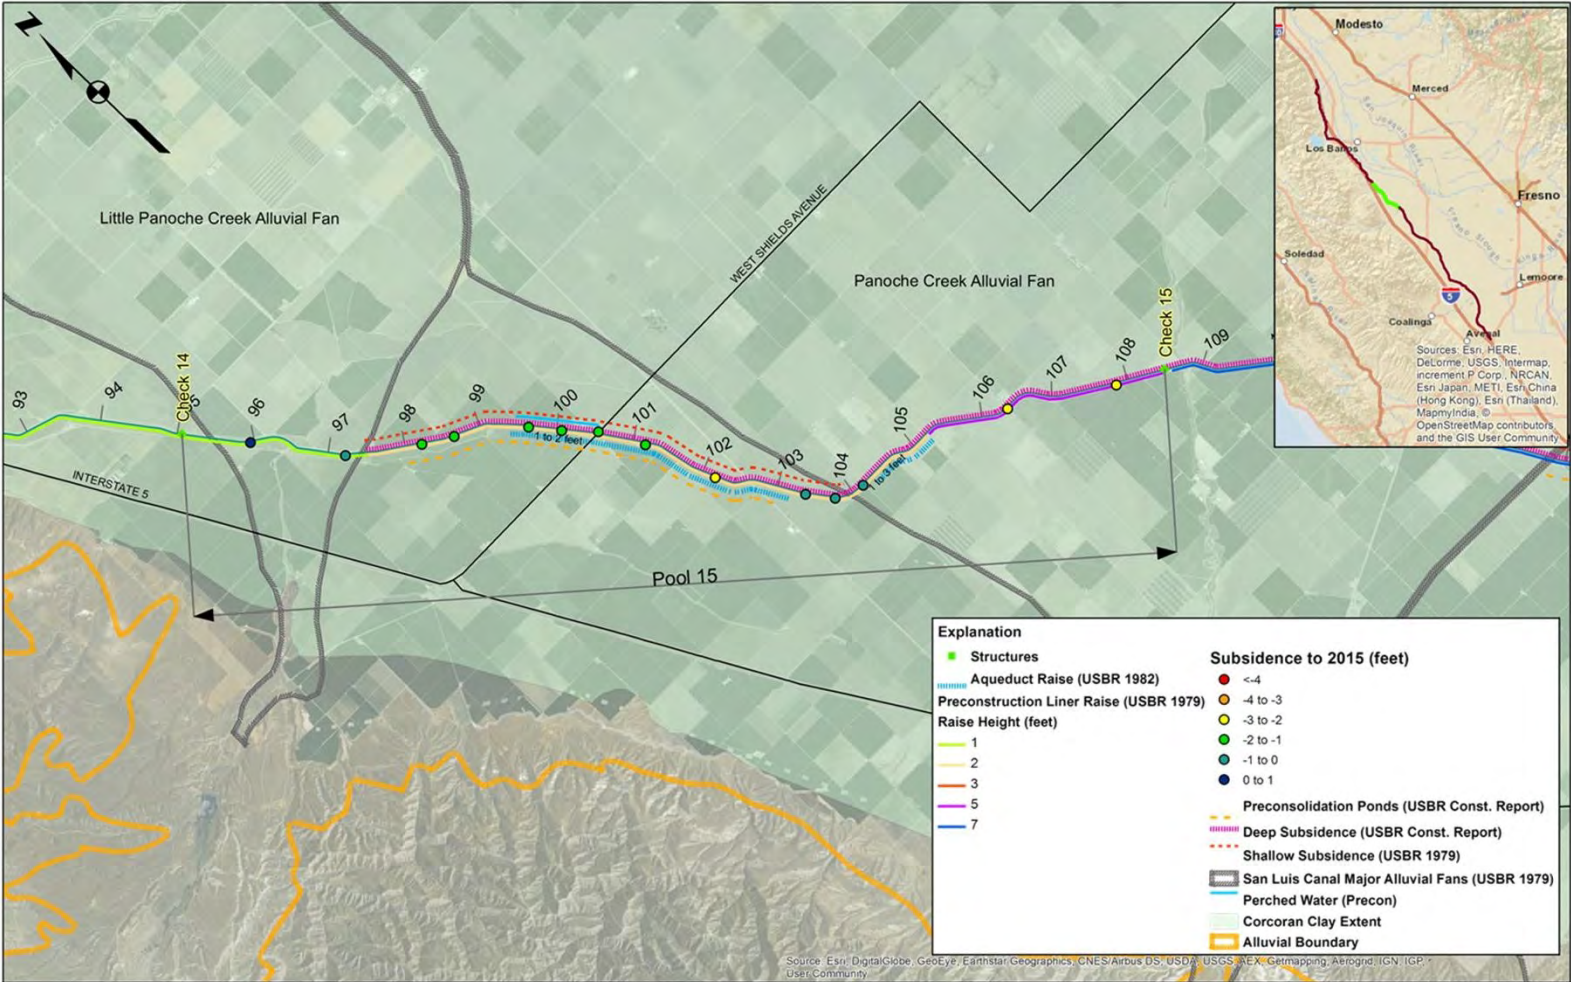 N
Little Panoche Creek Alluvial Fan
WEST SHIELDS AVENUE
Panoche Creek Alluvial Fan
Check 14
Check 15
93
94
95
96
97
98
99
100
101
102
103
104
105
106
107
108
109
1 to 2 feet
1 to 3 feet
INTERSTATE 5
Pool 15
Modesto
Merced
San Joaquin River
Los Banos
Fresno
Fresno Slough
Soledad
Lemoore
5
Coalinga
Avenal
Sources: Esri, HERE,
DeLorme, USGS, Intermap,
increment P Corp., NRCAN,
Esri Japan, METI, Esri China
(Hong Kong), Esri (Thailand),
MapmyIndia, ©
OpenStreetMap contributors,
and the GIS User Community
Explanation
Structures
Aqueduct Raise (USBR 1982)
Preconstruction Liner Raise (USBR 1979)
Raise Height (feet)
1
2
3
5
7
Subsidence to 2015 (feet)
<-4
-4 to -3
-3 to -2
-2 to -1
-1 to 0
0 to 1
Preconsolidation Ponds (USBR Const. Report)
Deep Subsidence (USBR Const. Report)
Shallow Subsidence (USBR 1979)
San Luis Canal Major Alluvial Fans (USBR 1979)
Perched Water (Precon)
Corcoran Clay Extent
Alluvial Boundary
Source: Esri, DigitalGlobe, GeoEye, Earthstar Geographics, CNES/Airbus DS, USDA, USGS, AEX, Getmapping, Aerogrid, IGN, IGP,
User Community